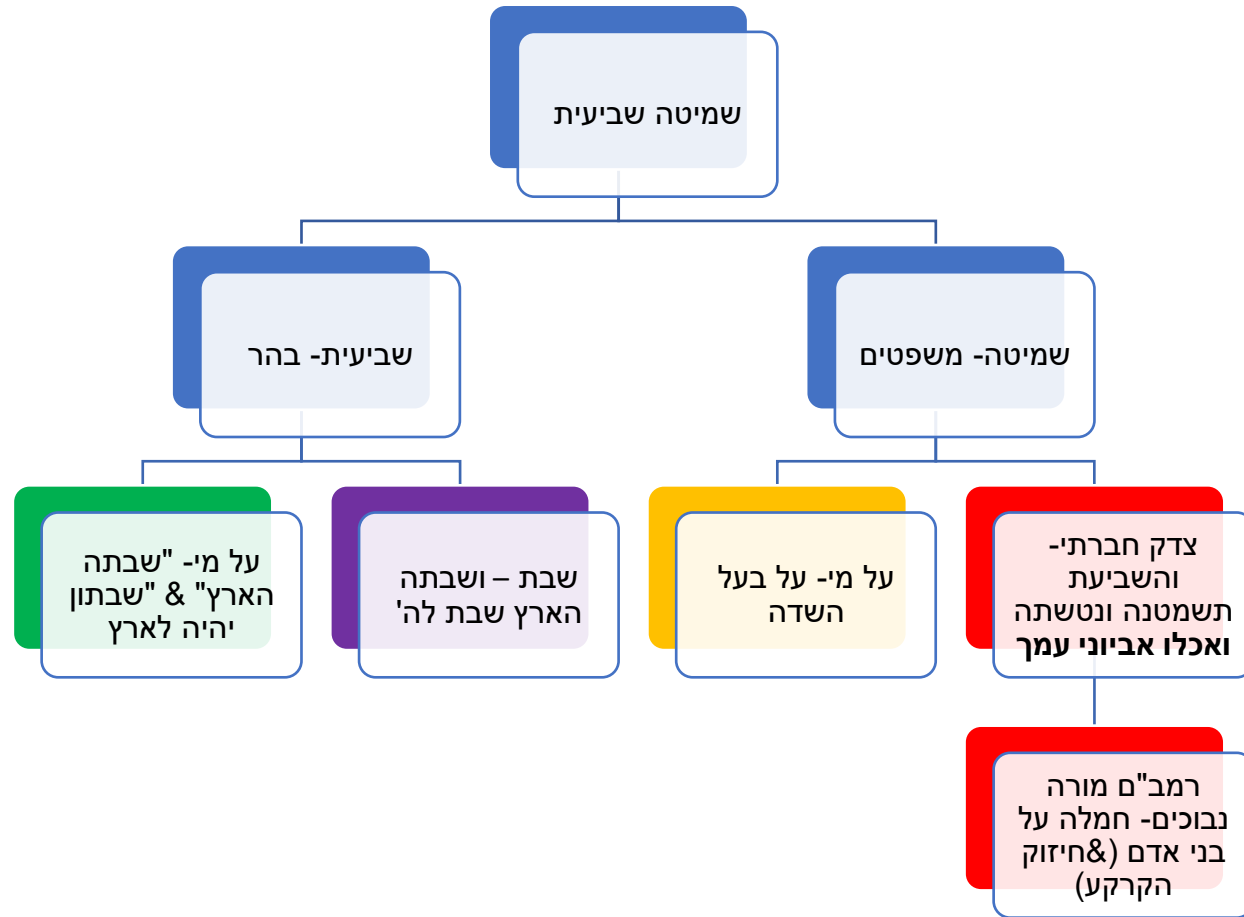 שמיטה שביעית
שמיטה- משפטים
שביעית- בהר
צדק חברתי-
והשביעת
תשמטנה ונטשתה
ואכלו אביוני עמך
על מי- על בעל
השדה
שבת – ושבתה
הארץ שבת לה'
על מי- "שבתה
הארץ" & "שבתון
יהיה לארץ
רמב"ם מורה
נבוכים- חמלה על
בני אדם (&חיזוק
הקרקע)